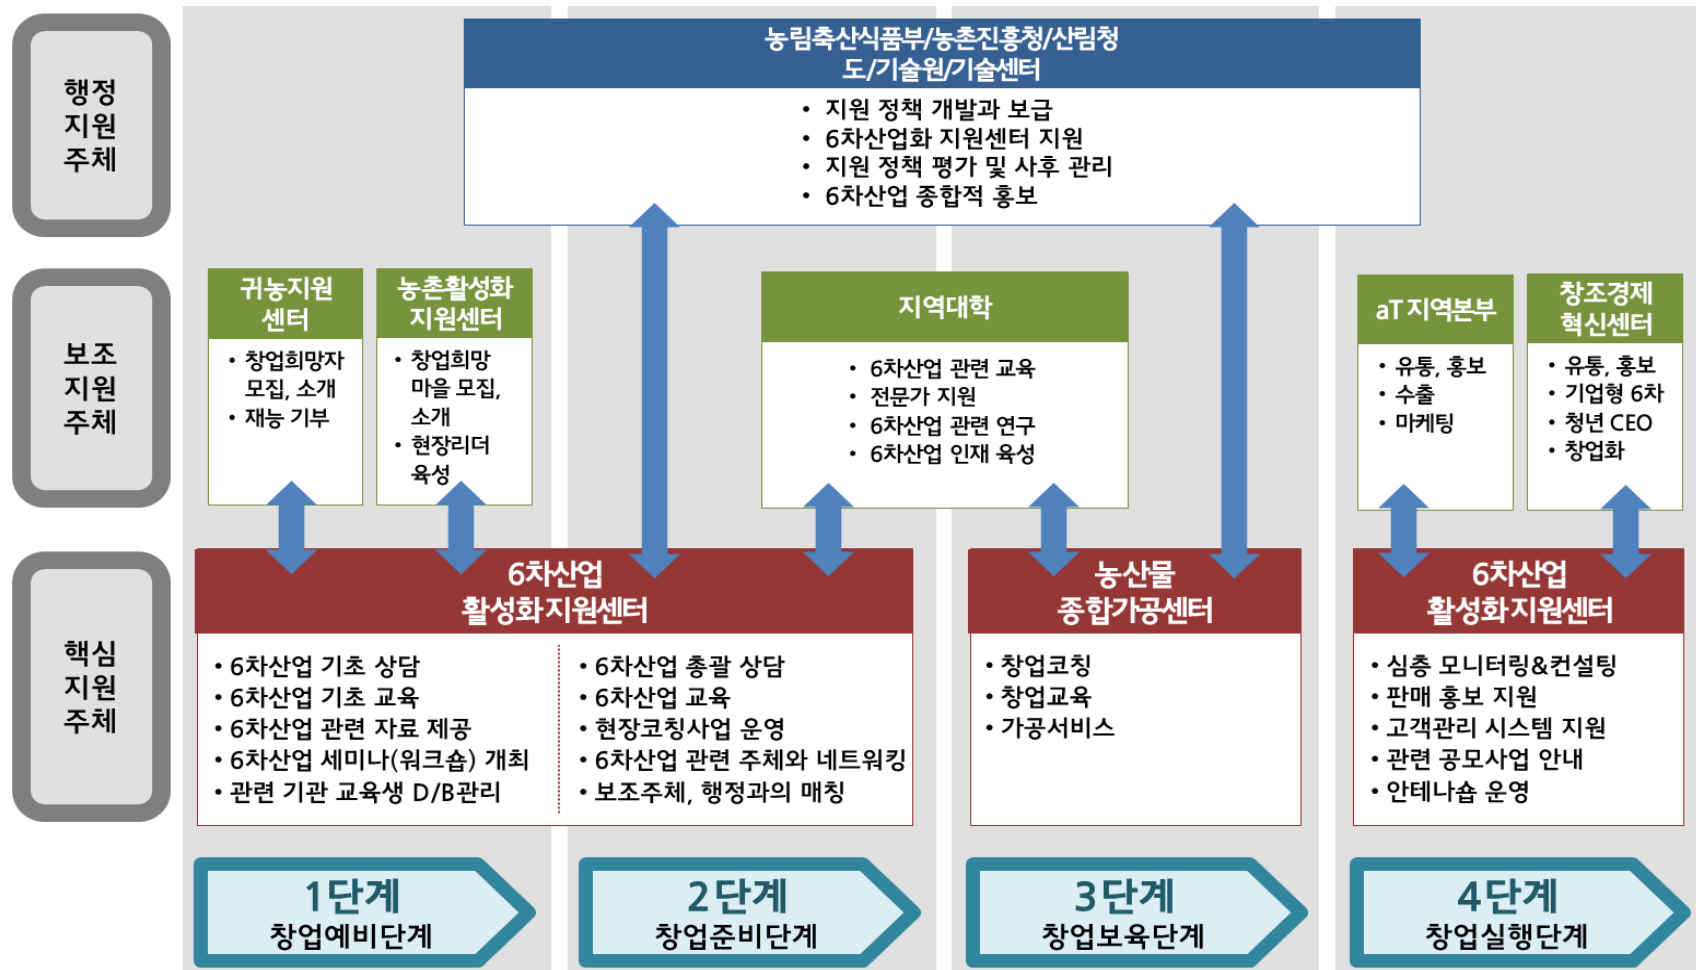 행정
지원
주체
농림축산식품부/농촌진흥청/산림청
도/기술원/기술센터
• 지원 정책 개발과 보급
• 6차산업화 지원센터 지원
• 지원 정책 평가 및 사후 관리
• 6차산업 종합적 홍보
보조
지원
주체
귀농지원
센터
• 창업희망자
모집, 소개
• 재능 기부
농촌활성화
지원센터
• 창업희망
마을 모집,
소개
• 현장리더
육성
지역대학
• 6차산업 관련 교육
• 전문가 지원
• 6차산업 관련 연구
• 6차산업 인재 육성
aT 지역본부
• 유통, 홍보
• 수출
• 마케팅
창조경제
혁신센터
• 유통, 홍보
• 기업형 6차
• 청년 CEO
• 창업화
핵심
지원
주체
6차산업
활성화 지원센터
• 6차산업 기초 상담
• 6차산업 기초 교육
• 6차산업 관련 자료 제공
• 6차산업 세미나(워크숍) 개최
• 관련 기관 교육생 D/B관리
• 6차산업 총괄 상담
• 6차산업 교육
• 현장코칭사업 운영
• 6차산업 관련 주체와 네트워킹
• 보조주체, 행정과의 매칭
농산물
종합가공센터
• 창업코칭
• 창업교육
• 가공서비스
6차산업
활성화 지원센터
• 심층 모니터링&컨설팅
• 판매 홍보 지원
• 고객관리 시스템 지원
• 관련 공모사업 안내
• 안테나숍 운영
1단계
창업예비단계
2단계
창업준비단계
3단계
창업보육단계
4단계
창업실행단계